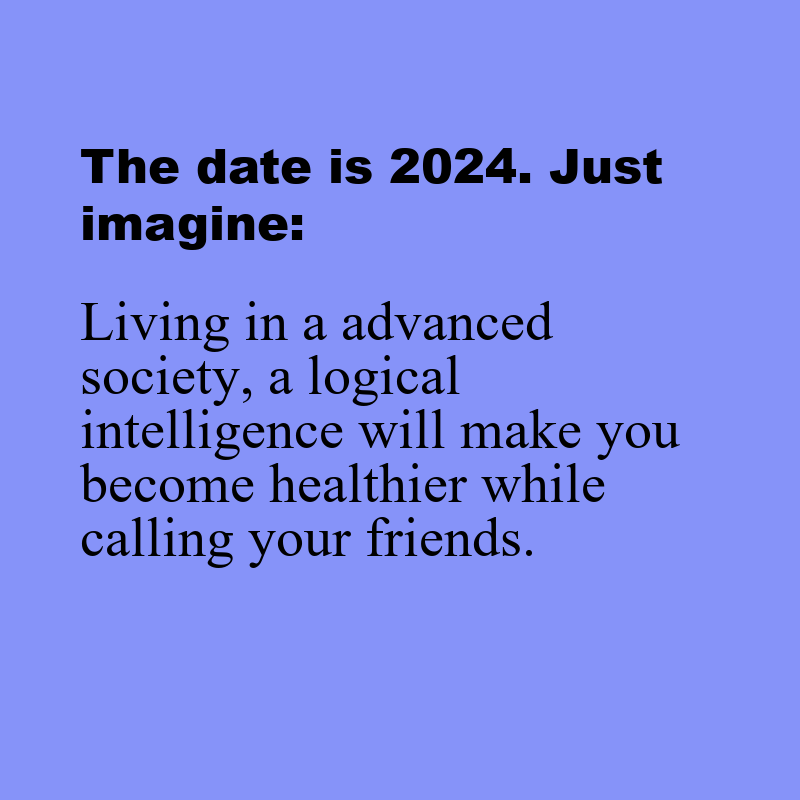 The date is 2024. Just
imagine:
Living in a advanced
society, a logical
intelligence will make you
become healthier while
calling your friends.